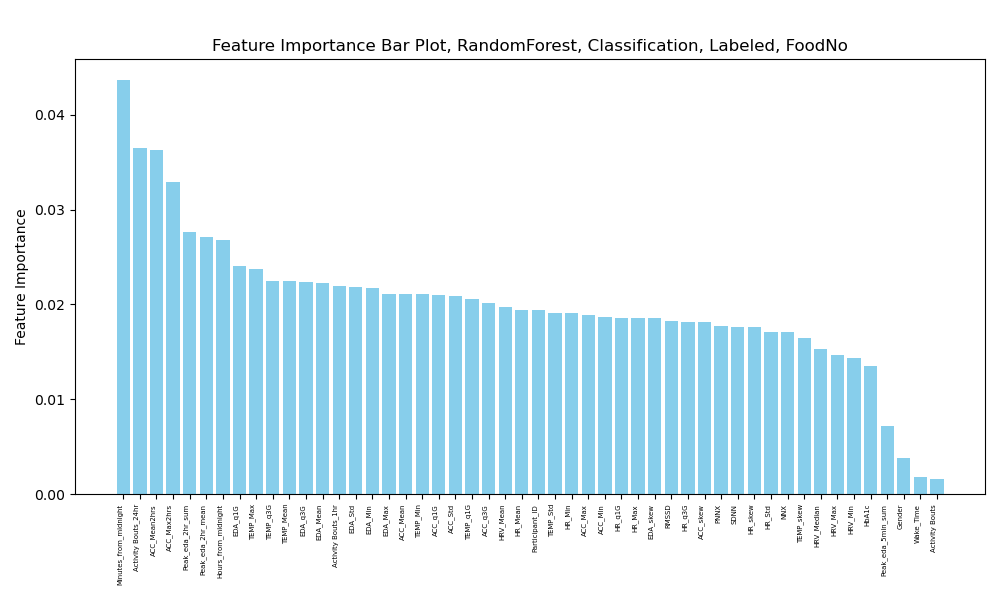 Feature Importance Bar Plot, RandomForest, Classification, Labeled, FoodNo
Feature Importance
0.04
0.03
0.02
0.01
0.00
Minutes_from_midnight
Activity Bouts_24hr
ACC_Mean2hrs
ACC_Max2hrs
Peak_eda_2hr_sum
Peak_eda_2hr_mean
Hours_from_midnight
EDA_q1G
TEMP_Max
TEMP_q3G
TEMP_Mean
EDA_q3G
EDA_Mean
Activity Bouts_1hr
EDA_Std
EDA_Min
EDA_Max
ACC_Mean
TEMP_Min
ACC_q1G
ACC_Std
TEMP_q1G
ACC_q3G
HRV_Mean
HR_Mean
Participant_ID
TEMP_Std
HR_Min
ACC_Max
ACC_Min
HR_q1G
HR_Max
EDA_skew
RMSSD
HR_q3G
ACC_skew
PNNX
SDNN
HR_skew
HR_Std
NNX
TEMP_skew
HRV_Median
HRV_Max
HRV_Min
HbA1c
Peak_eda_5min_sum
Gender
Wake_Time
Activity Bouts